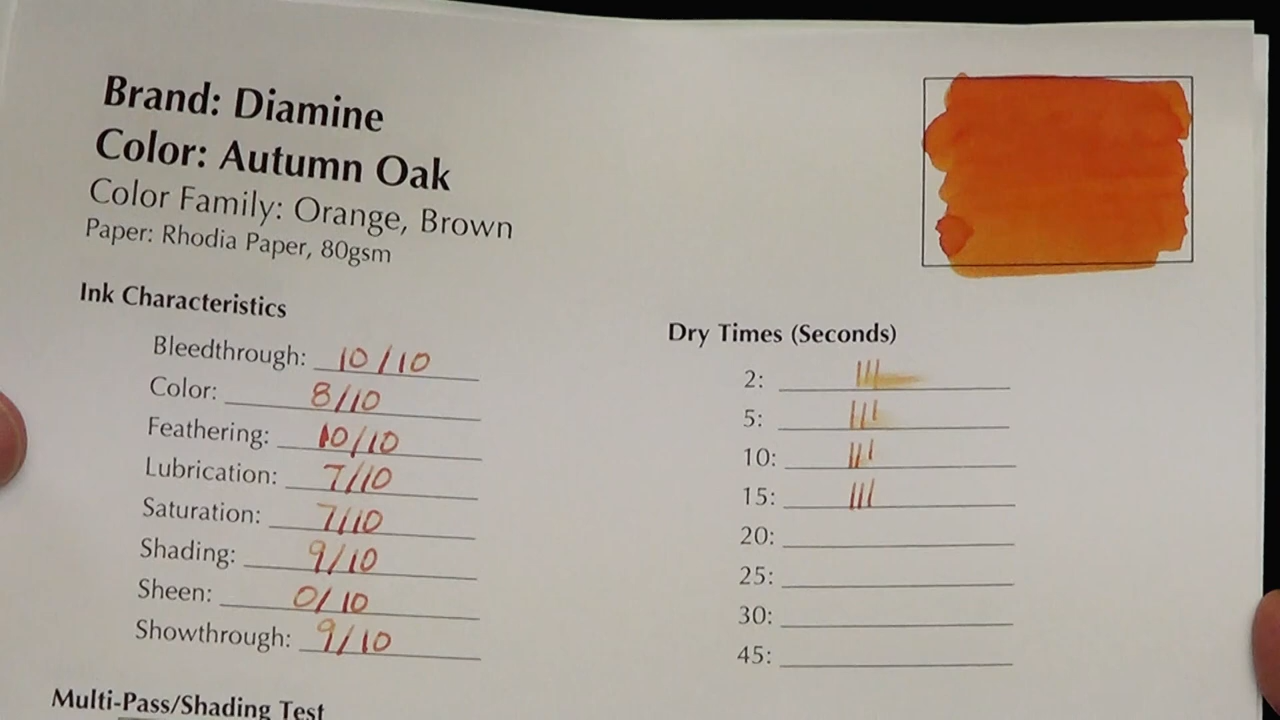 Brand: Diamine
Color: Autumn Oak
Color Family: Orange, Brown
Paper: Rhodia Paper, 80gsm
Ink Characteristics
Bleedthrough: 10/10
Color: 8/10
Feathering: 10/10
Lubrication: 7/10
Saturation: 7/10
Shading: 9/10
Sheen: 0/10
Showthrough: 9/10
Dry Times (Seconds)
2: |||
5: |||
10: |||
15: |||
20:
25:
30:
45:
Multi-Pass/Shading Test